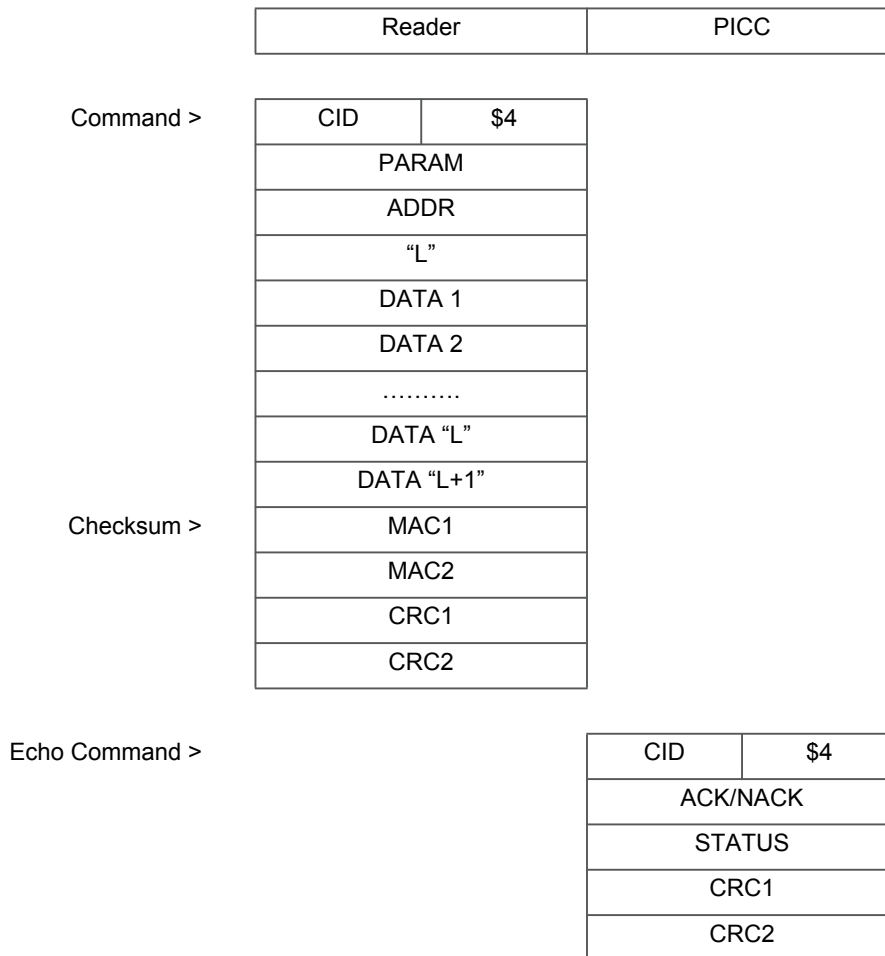 Reader PICC
Command > CID $4
PARAM
ADDR
“L”
DATA 1
DATA 2
……….
DATA “L”
DATA “L+1”
Checksum > MAC1
MAC2
CRC1
CRC2
Echo Command > CID $4
ACK/NACK
STATUS
CRC1
CRC2